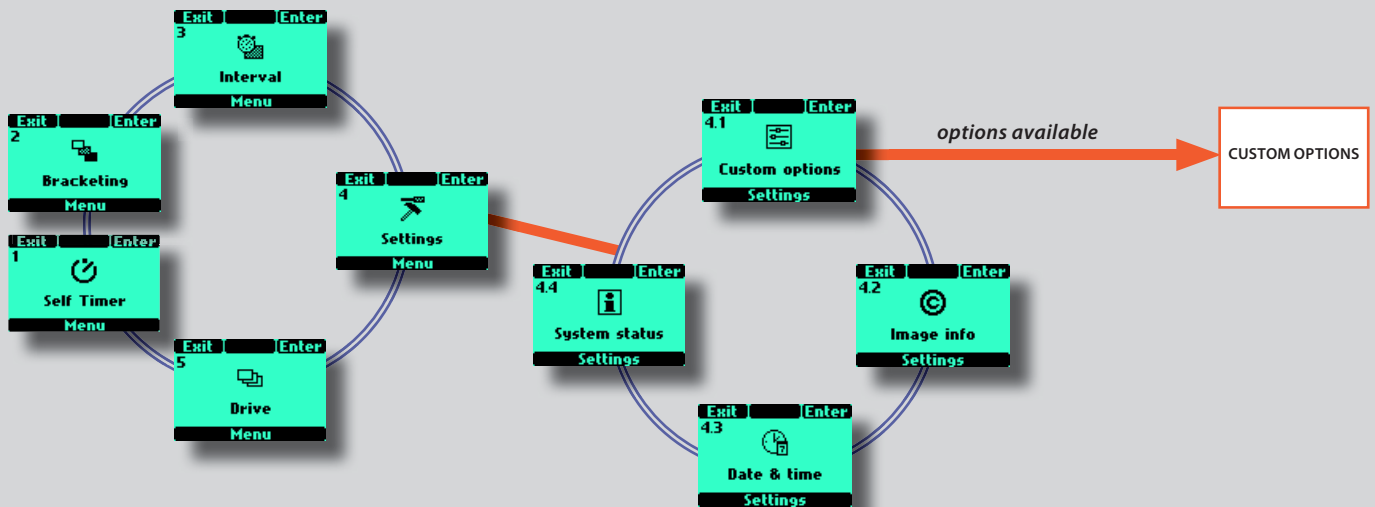 Exit Enter
3
Interval
Menu
Exit Enter
2
Bracketing
Menu
Exit Enter
1
Self Timer
Menu
Exit Enter
5
Drive
Menu
Exit Enter
4
Settings
Menu
Exit Enter
4.1
Custom options
Settings
Exit Enter
4.4
System status
Settings
Exit Enter
4.2
Image info
Settings
Exit Enter
4.3
Date & time
Settings
options available
CUSTOM OPTIONS